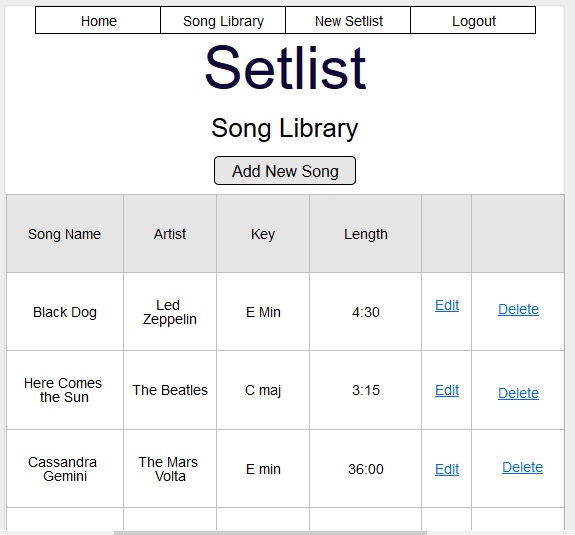 Home Song Library New Setlist Logout
Setlist
Song Library
Add New Song
Song Name Artist Key Length
Black Dog Led Zeppelin E Min 4:30 Edit Delete
Here Comes the Sun The Beatles C maj 3:15 Edit Delete
Cassandra Gemini The Mars Volta E min 36:00 Edit Delete